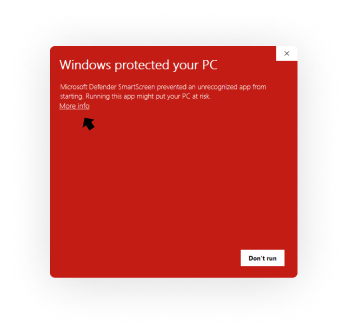 Windows protected your PC
Microsoft Defender SmartScreen prevented an unrecognized app from
starting. Running this app might put your PC at risk.
More info
Don't run